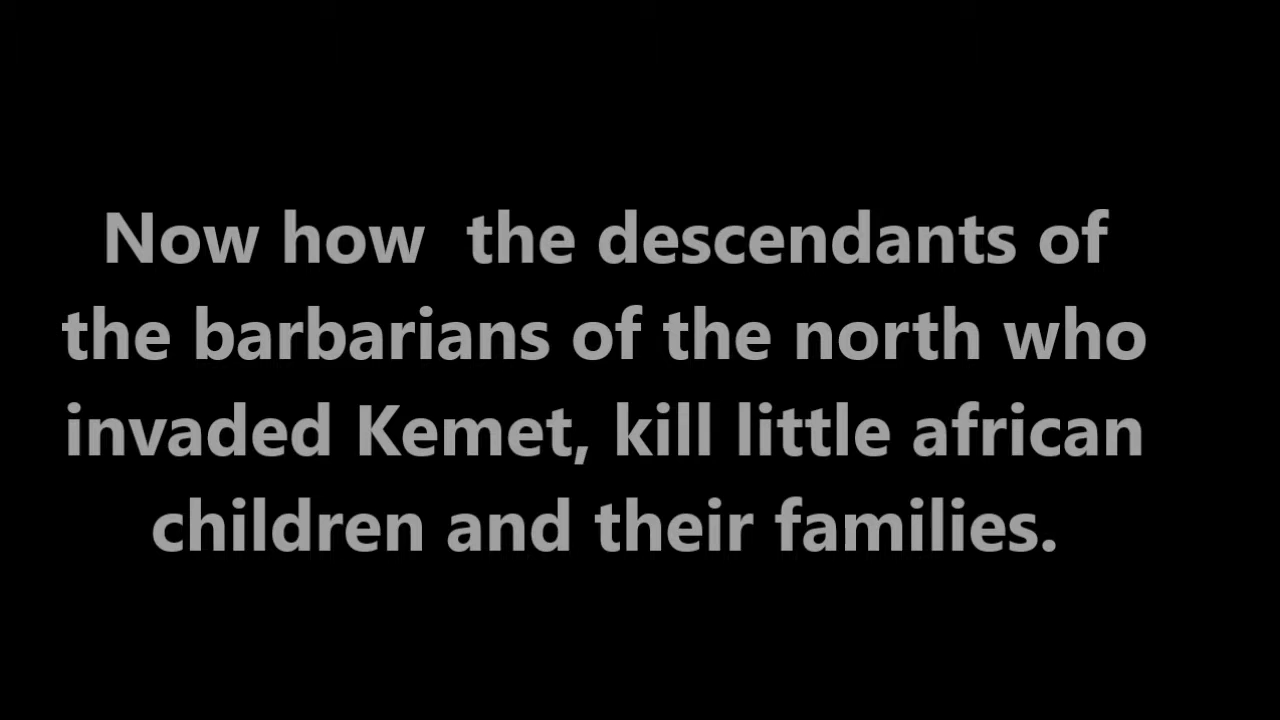 Now how  the descendants of
the barbarians of the north who
invaded Kemet, kill little african
children and their families.